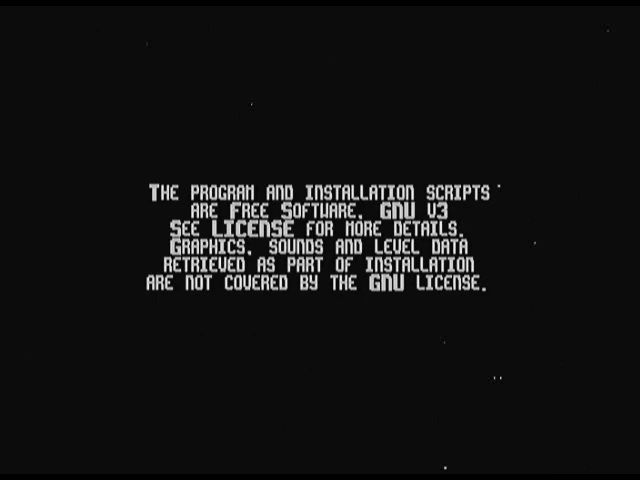 The program and installation scripts
are Free Software. GNU v3
See LICENSE for more details.
Graphics, sounds and level data
retrieved as part of installation
are not covered by the GNU license.